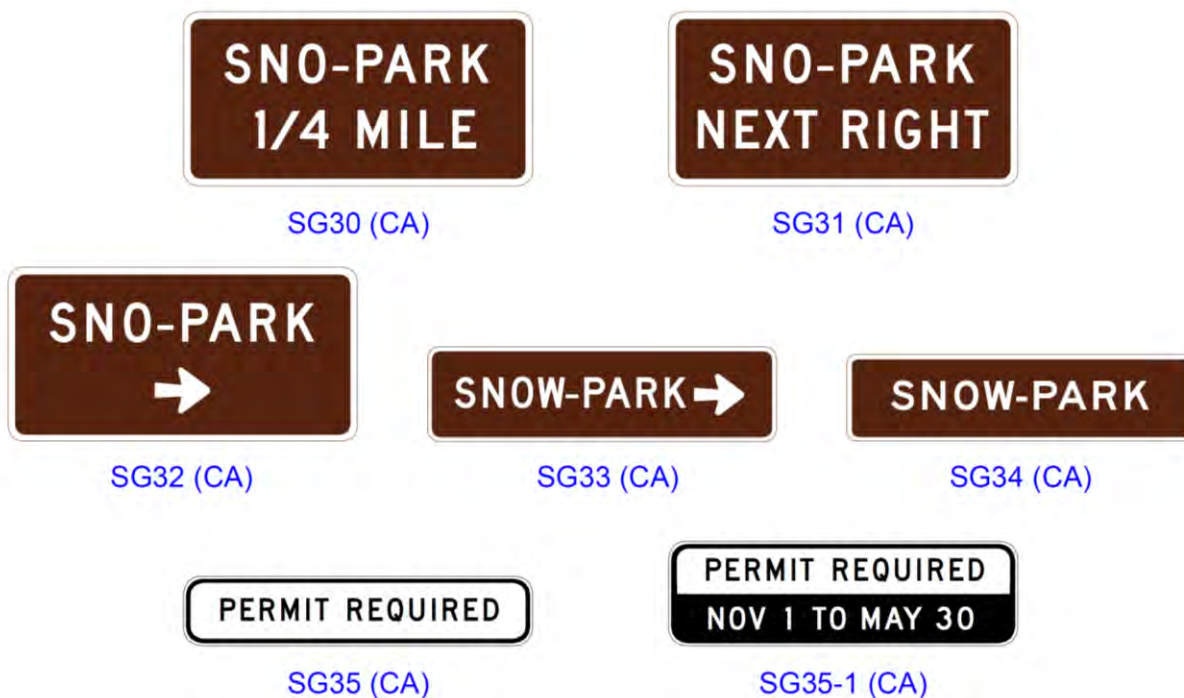 SNO-PARK
1/4 MILE
SG30 (CA)
SNO-PARK
NEXT RIGHT
SG31 (CA)
SNO-PARK
SG32 (CA)
SNOW-PARK
SG33 (CA)
SNOW-PARK
SG34 (CA)
PERMIT REQUIRED
SG35 (CA)
PERMIT REQUIRED
NOV 1 TO MAY 30
SG35-1 (CA)